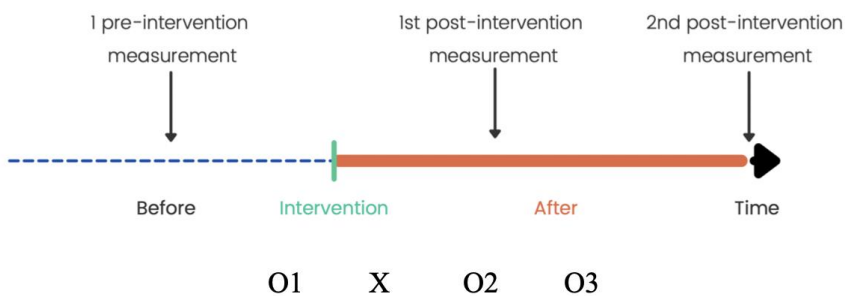 1 pre-intervention 1st post-intervention 2nd post-intervention
measurement measurement measurement
Before Intervention After Time
O1 X O2 O3